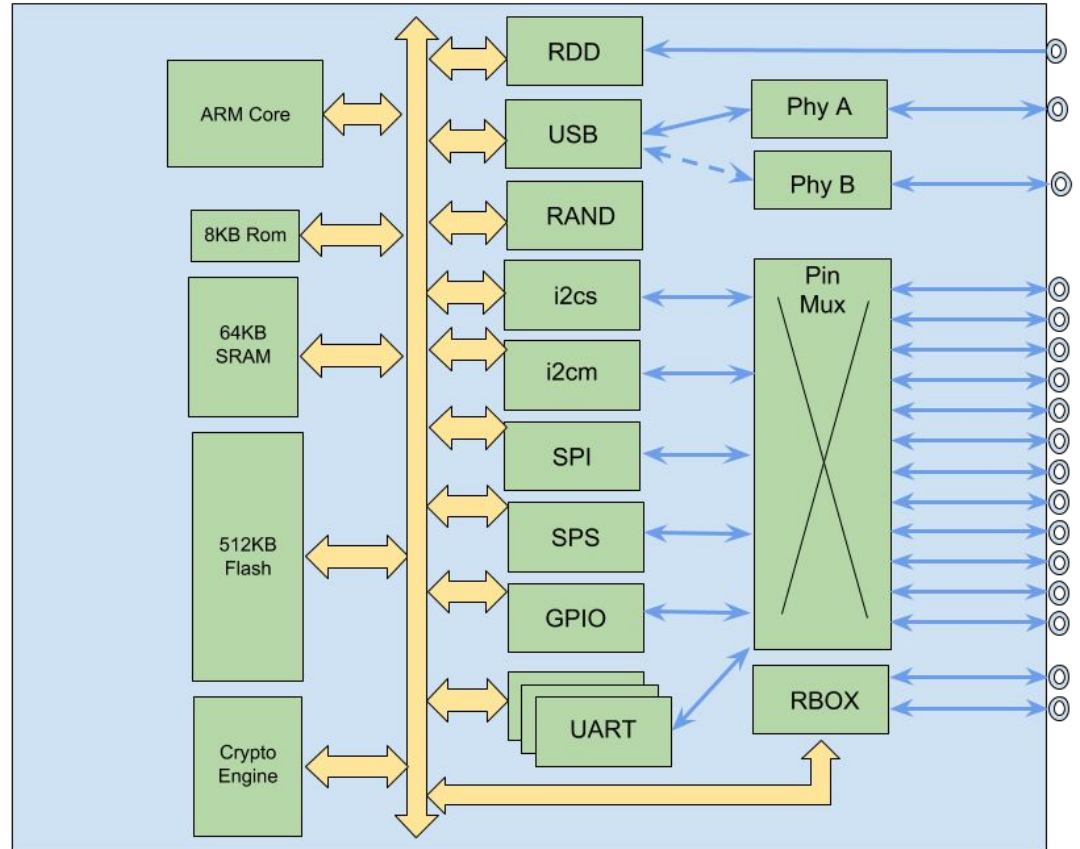 ARM Core
8KB Rom
64KB
SRAM
512KB
Flash
Crypto
Engine
RDD
USB
RAND
i2cs
i2cm
SPI
SPS
GPIO
UART
Phy A
Phy B
Pin
Mux
RBOX